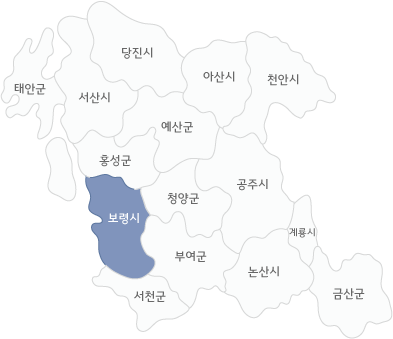 당진시
아산시
천안시
태안군
서산시
예산군
홍성군
공주시
청양군
보령시
계룡시
부여군
논산시
서천군
금산군